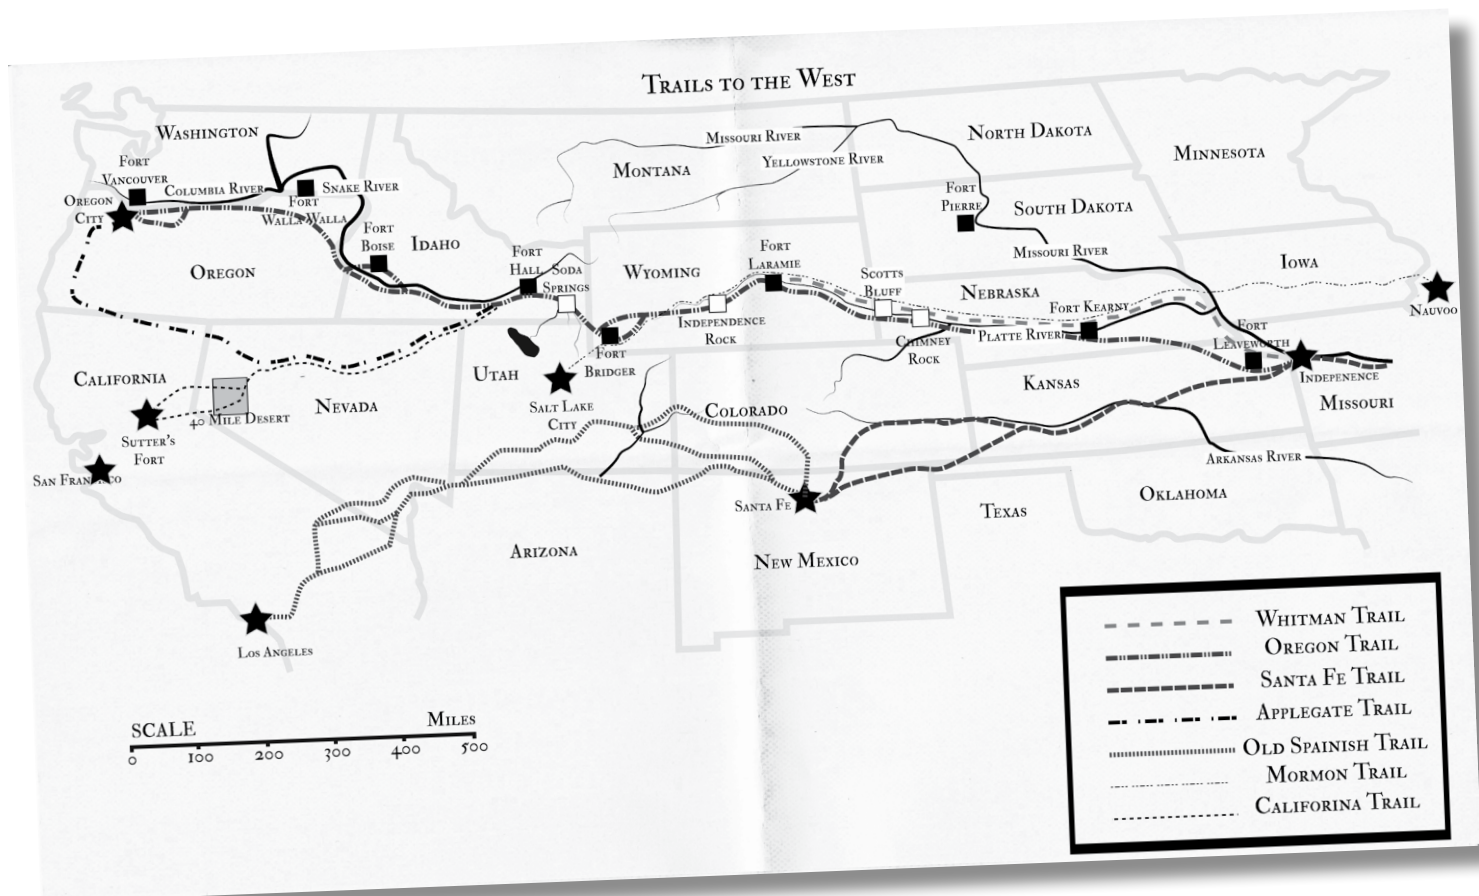 Trails to the West
Washington
Fort
Vancouver
Columbia River
Oregon
City
Fort
Walla Walla
Snake River
Fort
Boise
Idaho
Oregon
Montana
Missouri River
Yellowstone River
North Dakota
Minnesota
Fort
Pierre
South Dakota
Missouri River
Iowa
Nauvoo
Fort
Hall
Soda
Springs
Wyoming
Fort
Laramie
Scotts
Bluff
Nebraska
Fort Kearny
Platte River
Chimney
Rock
Independence
Rock
Fort
Bridger
Fort
Leaveworth
Indepenence
Missouri
Kansas
Utah
Salt Lake
City
Colorado
California
Nevada
40 Mile Desert
Sutter's
Fort
San Francisco
Arkansas River
Oklahoma
Texas
Santa Fe
New Mexico
Arizona
Los Angeles
SCALE
Miles
0 100 200 300 400 500
Whitman Trail
Oregon Trail
Santa Fe Trail
Applegate Trail
Old Spainish Trail
Mormon Trail
Califorina Trail